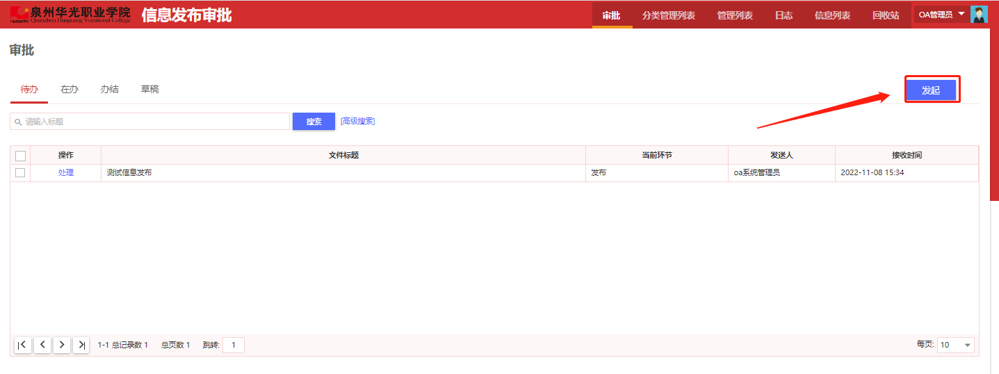 泉州华光职业学院
Quanzhou Huaguang Vocational College
信息发布审批
审批 分类管理列表 管理列表 日志 信息列表 回收站 OA管理员
审批
待办 在办 办结 草稿 发起
请输入标题 搜索 [高级搜索]
操作 文件标题 当前环节 发送人 接收时间
处理 测试信息发布 发布 oa系统管理员 2022-11-08 15:34
1-1 总记录数 1 总页数 1 跳转: 1 每页: 10